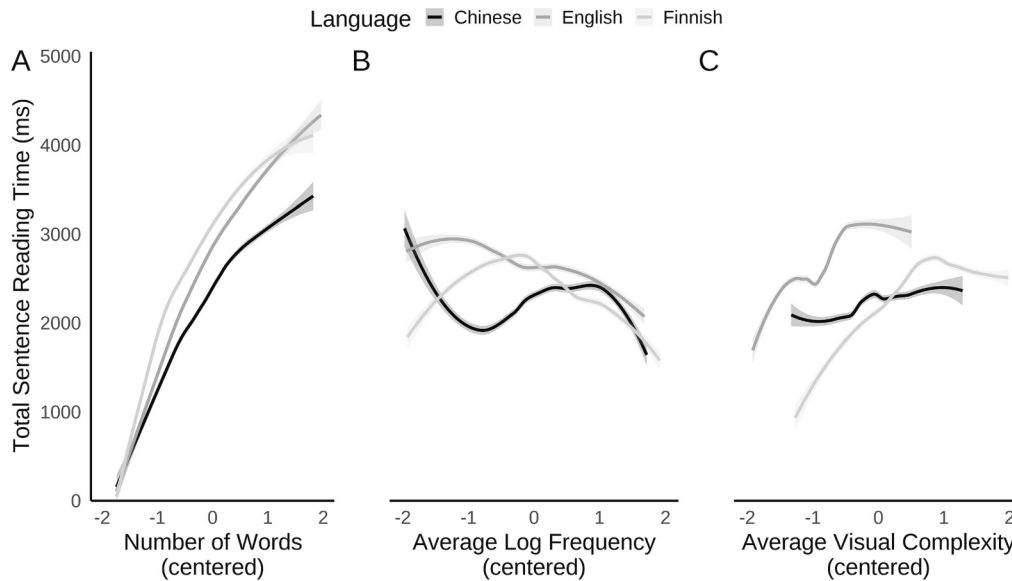 Language Chinese English Finnish
A B C
Total Sentence Reading Time (ms)
5000
4000
3000
2000
1000
0
-2 -1 0 1 2 -2 -1 0 1 2 -2 -1 0 1 2
Number of Words Average Log Frequency Average Visual Complexity
(centered) (centered) (centered)